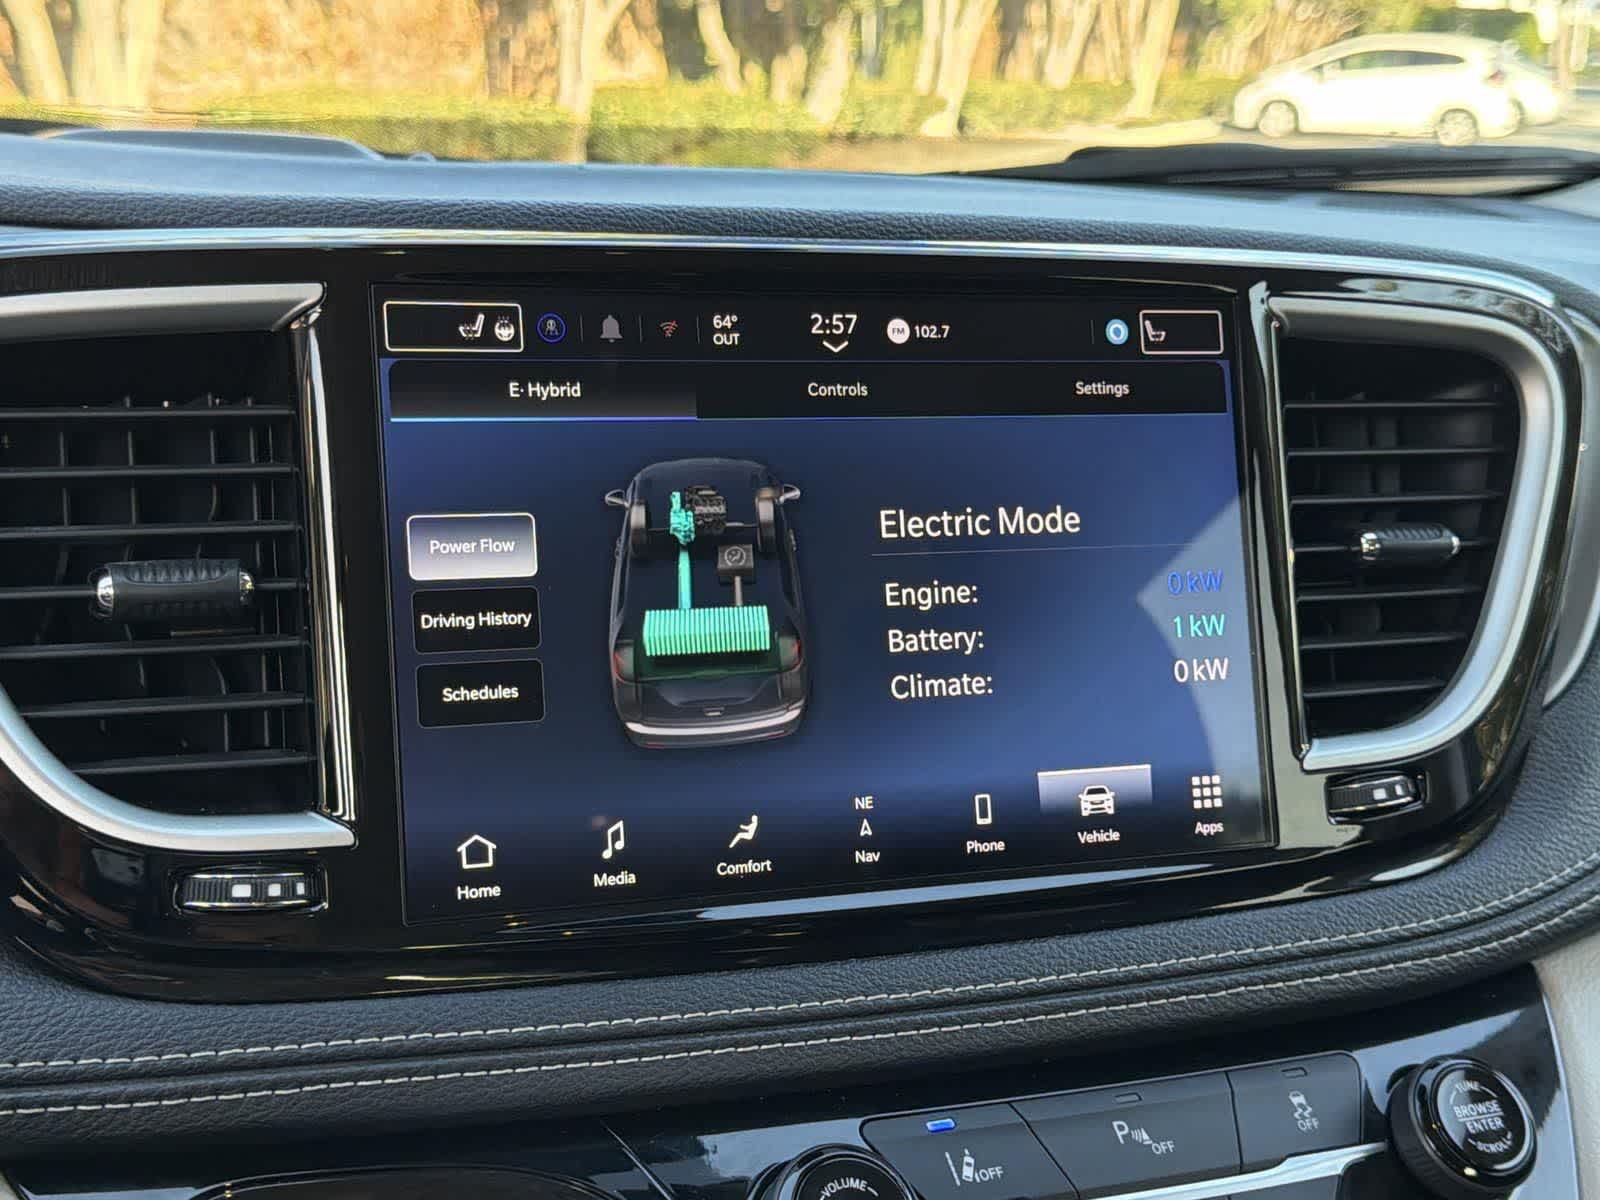 64°
OUT
2:57
FM 102.7
E·Hybrid
Controls
Settings
Power Flow
Driving History
Schedules
Electric Mode
Engine: 0 kW
Battery: 1 kW
Climate: 0 kW
Home
Media
Comfort
NE
Nav
Phone
Vehicle
Apps
OFF
P OFF
OFF
VOLUME
TUNE
BROWSE
ENTER
SCROLL